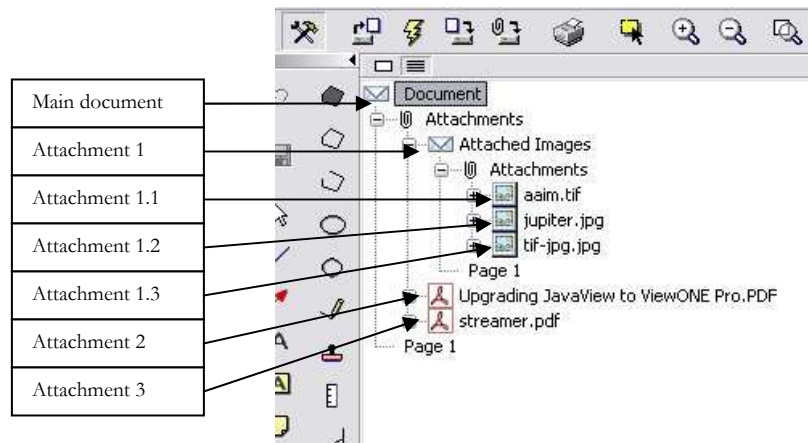 Main document
Attachment 1
Attachment 1.1
Attachment 1.2
Attachment 1.3
Attachment 2
Attachment 3
Document
Attachments
Attached Images
Attachments
aaim.tif
jupiter.jpg
tif-jpg.jpg
Page 1
Upgrading JavaView to ViewONE Pro.PDF
streamer.pdf
Page 1
A
A